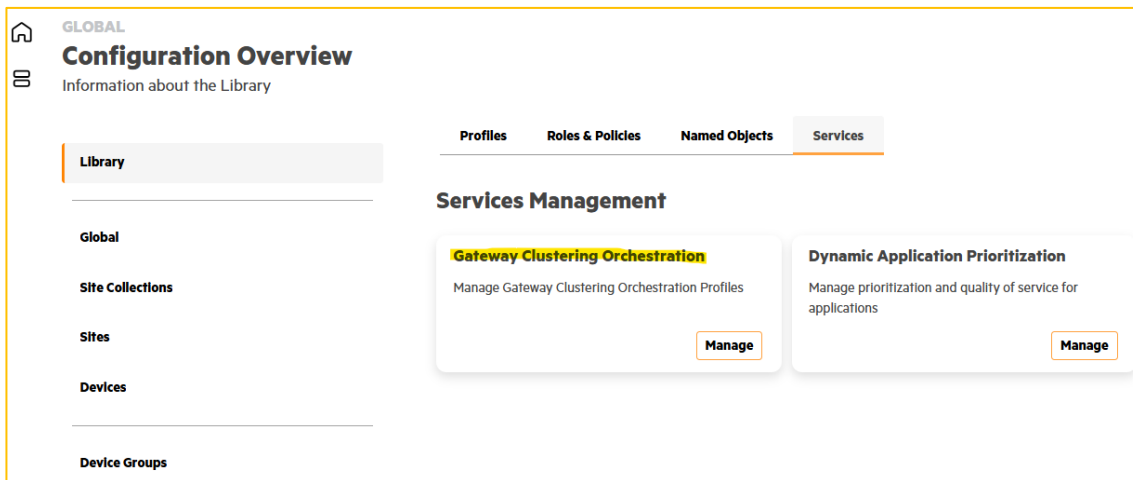 GLOBAL
Configuration Overview
Information about the Library
Library
Global
Site Collections
Sites
Devices
Device Groups
Profiles
Roles & Policies
Named Objects
Services
Services Management
Gateway Clustering Orchestration
Manage Gateway Clustering Orchestration Profiles
Manage
Dynamic Application Prioritization
Manage prioritization and quality of service for
applications
Manage